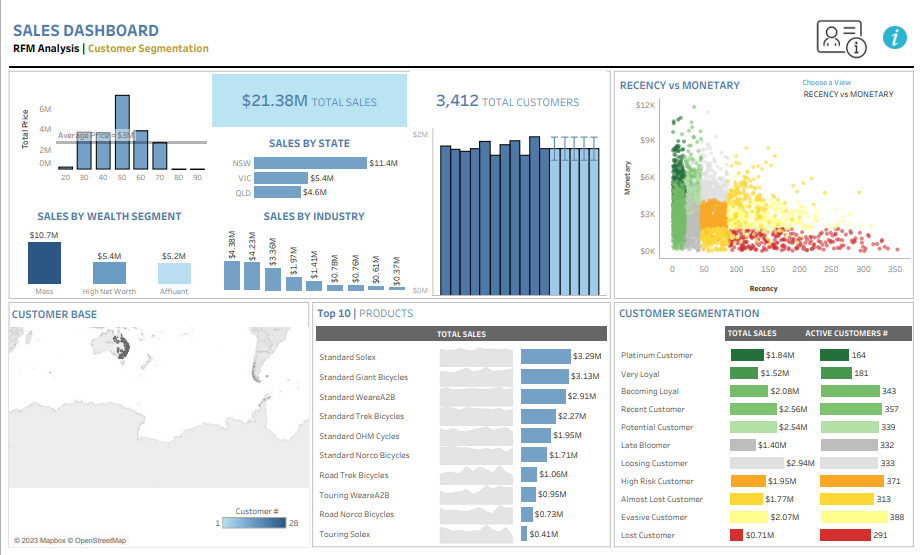 SALES DASHBOARD
RFM Analysis | Customer Segmentation
i
i
Total Price
6M
4M
2M
0M
Average Price = $3M
20 30 40 50 60 70 80 90
$21.38M TOTAL SALES
SALES BY STATE
NSW $11.4M
VIC $5.4M
QLD $4.6M
SALES BY WEALTH SEGMENT
$10.7M $5.4M $5.2M
Mass High Net Worth Affluent
SALES BY INDUSTRY
$4.38M $4.23M $3.36M $1.97M $1.41M $0.78M $0.76M $0.61M $0.37M
3,412 TOTAL CUSTOMERS
$2M
$0M
RECENCY vs MONETARY
Choose a View
RECENCY vs MONETARY
Monetary
$12K
$9K
$6K
$3K
$0K
0 50 100 150 200 250 300 350
Recency
CUSTOMER BASE
Customer #
1 28
© 2023 Mapbox © OpenStreetMap
Top 10 | PRODUCTS
TOTAL SALES
Standard Solex $3.29M
Standard Giant Bicycles $3.13M
Standard WeareA2B $2.91M
Standard Trek Bicycles $2.27M
Standard OHM Cycles $1.95M
Standard Norco Bicycles $1.71M
Road Trek Bicycles $1.06M
Touring WeareA2B $0.95M
Road Norco Bicycles $0.73M
Touring Solex $0.41M
CUSTOMER SEGMENTATION
TOTAL SALES ACTIVE CUSTOMERS #
Platinum Customer $1.84M 164
Very Loyal $1.52M 181
Becoming Loyal $2.08M 343
Recent Customer $2.56M 357
Potential Customer $2.54M 339
Late Bloomer $1.40M 332
Loosing Customer $2.94M 333
High Risk Customer $1.95M 371
Almost Lost Customer $1.77M 313
Evasive Customer $2.07M 388
Lost Customer $0.71M 291